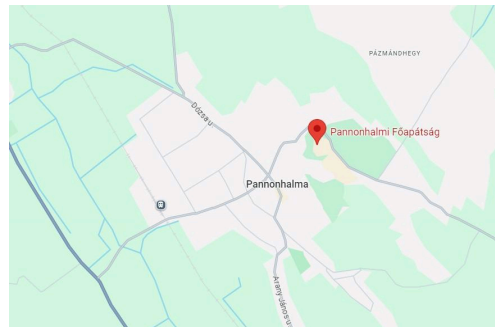 PÁZMÁNDHEGY
Dózsa u.
Pannonhalmi Főapátság
Pannonhalma
Arany János u.